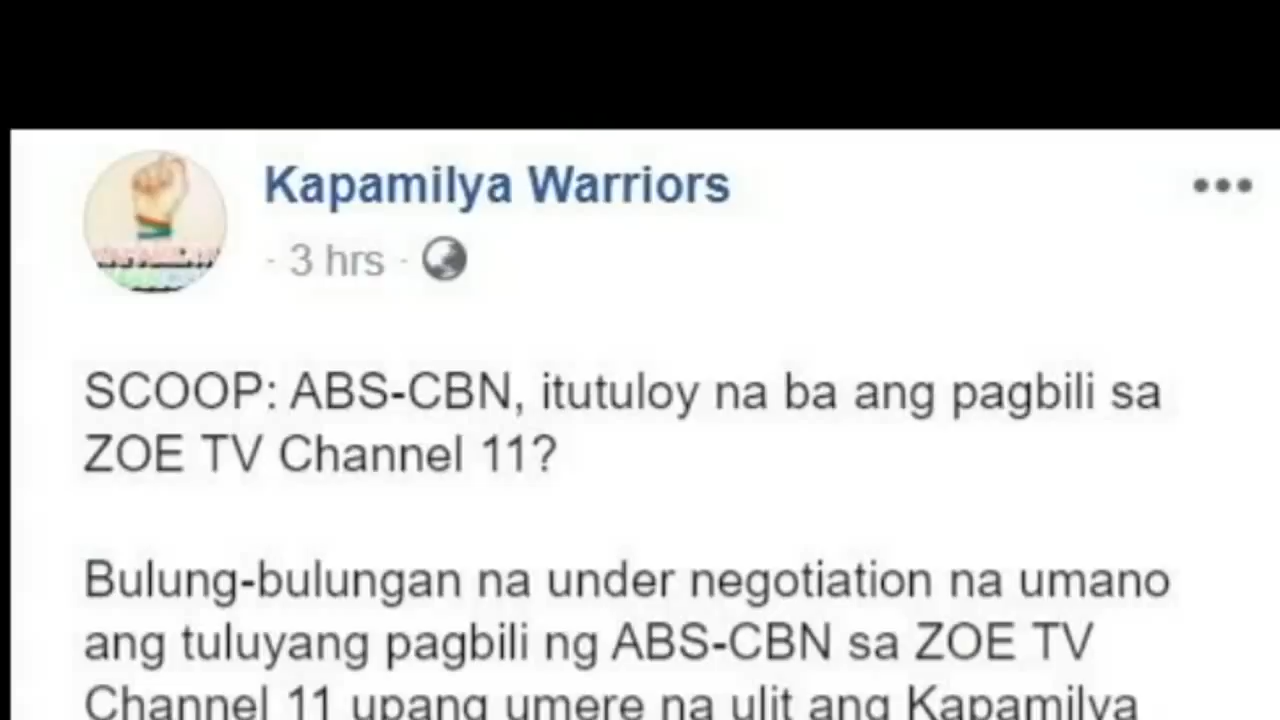 Kapamilya Warriors
· 3 hrs ·
SCOOP: ABS-CBN, itutuloy na ba ang pagbili sa
ZOE TV Channel 11?
Bulung-bulungan na under negotiation na umano
ang tuluyang pagbili ng ABS-CBN sa ZOE TV
Channel 11 upang umere na ulit ang Kapamilya